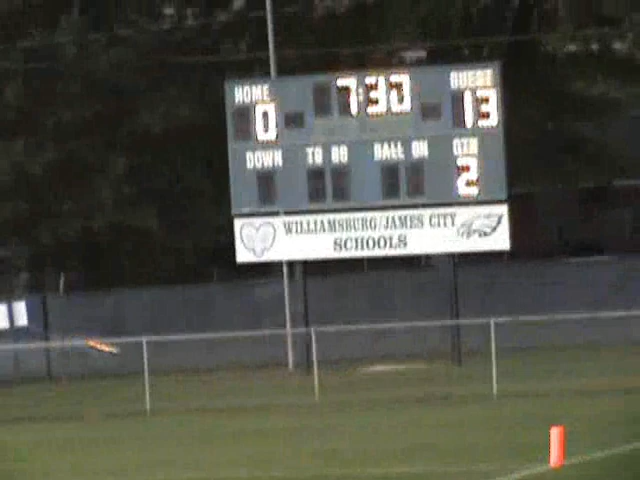 HOME 7:30 GUEST
0 13
DOWN TO GO BALL ON QTR
2
WILLIAMSBURG/JAMES CITY
SCHOOLS